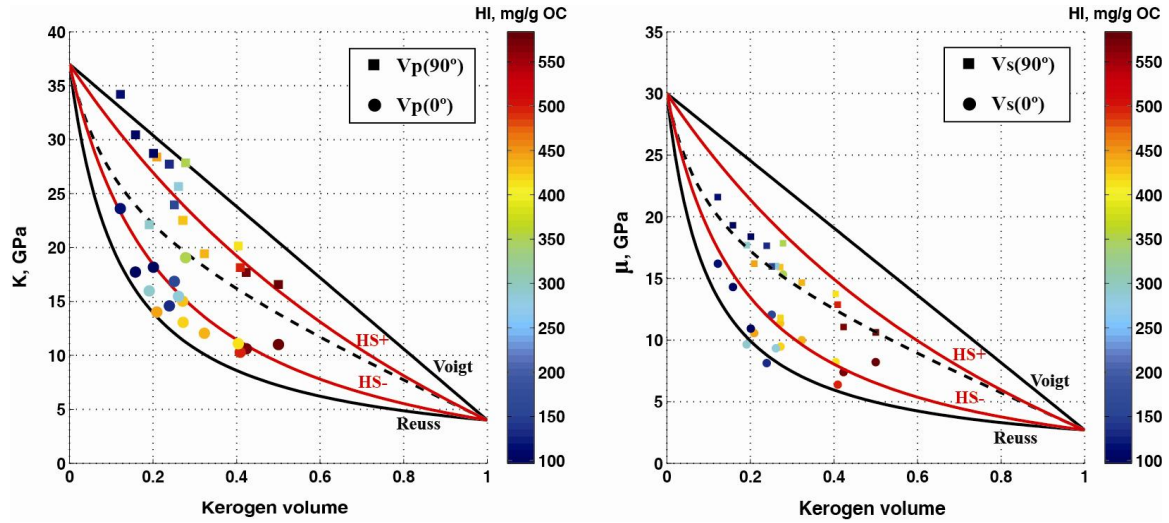 HI, mg/g OC
40
35
30
25
20
15
10
5
0
K, GPa
Vp(90º)
Vp(0º)
HS+
HS-
Voigt
Reuss
0
0.2
0.4
0.6
0.8
1
Kerogen volume
550
500
450
400
350
300
250
200
150
100
HI, mg/g OC
35
30
25
20
15
10
5
0
μ, GPa
Vs(90º)
Vs(0º)
HS+
HS-
Voigt
Reuss
0
0.2
0.4
0.6
0.8
1
Kerogen volume
550
500
450
400
350
300
250
200
150
100